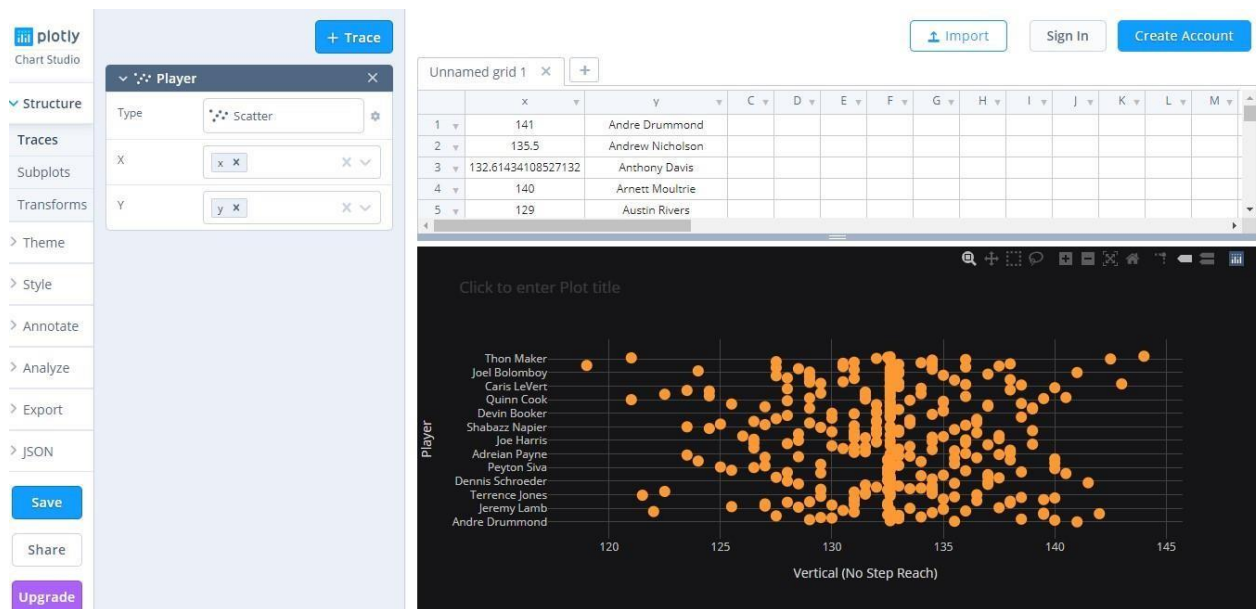 plotly
Chart Studio
Structure
Traces
Subplots
Transforms
Theme
Style
Annotate
Analyze
Export
JSON
Save
Share
Upgrade
+ Trace
Player
Type
Scatter
X
x
Y
y
Import
Sign In
Create Account
Unnamed grid 1
x y C D E F G H I J K L M
1 141 Andre Drummond
2 135.5 Andrew Nicholson
3 132.61434108527132 Anthony Davis
4 140 Arnett Moultrie
5 129 Austin Rivers
Click to enter Plot title
Player
Thon Maker
Joel Bolomboy
Caris LeVert
Quinn Cook
Devin Booker
Shabazz Napier
Joe Harris
Adreian Payne
Peyton Siva
Dennis Schroeder
Terrence Jones
Jeremy Lamb
Andre Drummond
120 125 130 135 140 145
Vertical (No Step Reach)